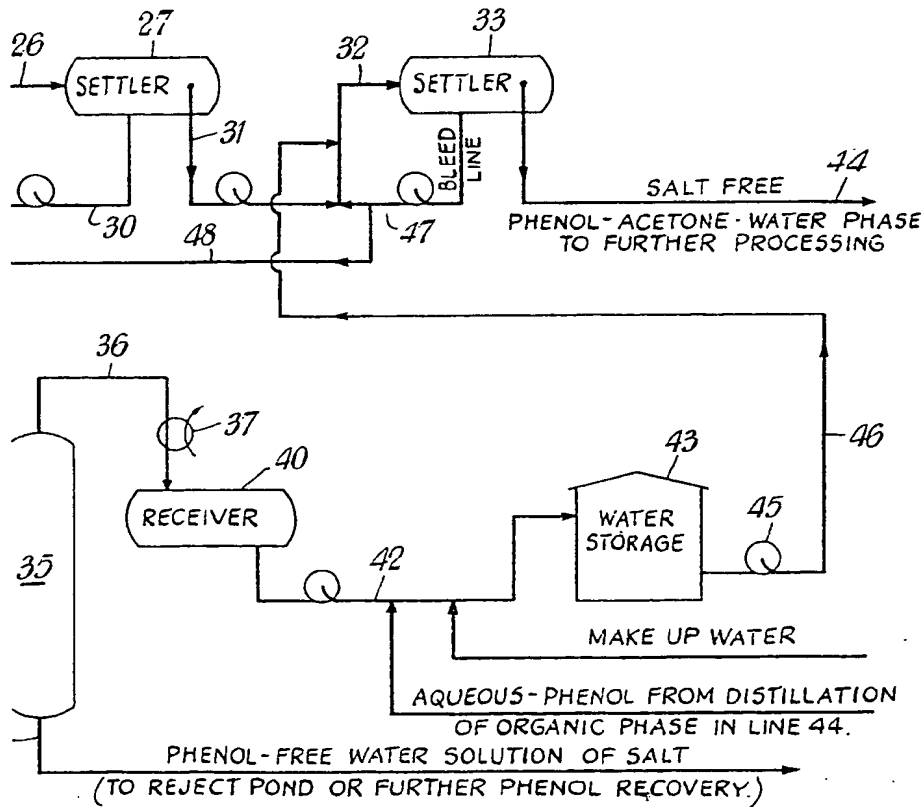 26
27
SETTLER
31
30
48
32
33
SETTLER
BLEED
LINE
47
44
SALT FREE
PHENOL-ACETONE-WATER PHASE
TO FURTHER PROCESSING
36
37
40
RECEIVER
35
42
43
WATER
STORAGE
45
46
MAKE UP WATER
AQUEOUS-PHENOL FROM DISTILLATION
OF ORGANIC PHASE IN LINE 44.
PHENOL-FREE WATER SOLUTION OF SALT
(TO REJECT POND OR FURTHER PHENOL RECOVERY.)